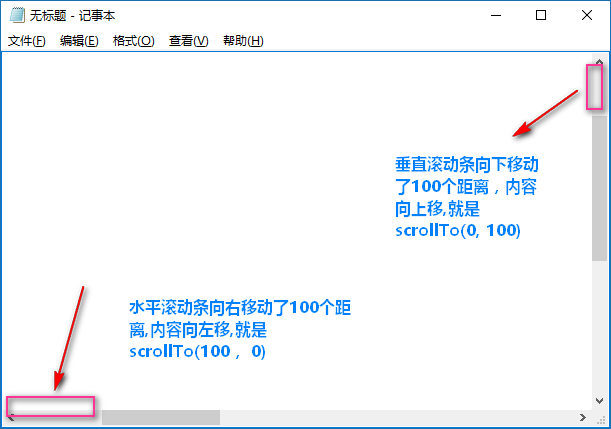 无标题 - 记事本
文件(F) 编辑(E) 格式(O) 查看(V) 帮助(H)
垂直滚动条向下移动
了100个距离，内容
向上移,就是
scrollTo(0, 100)
水平滚动条向右移动了100个距
离,内容向左移,就是
scrollTo(100 ，0)